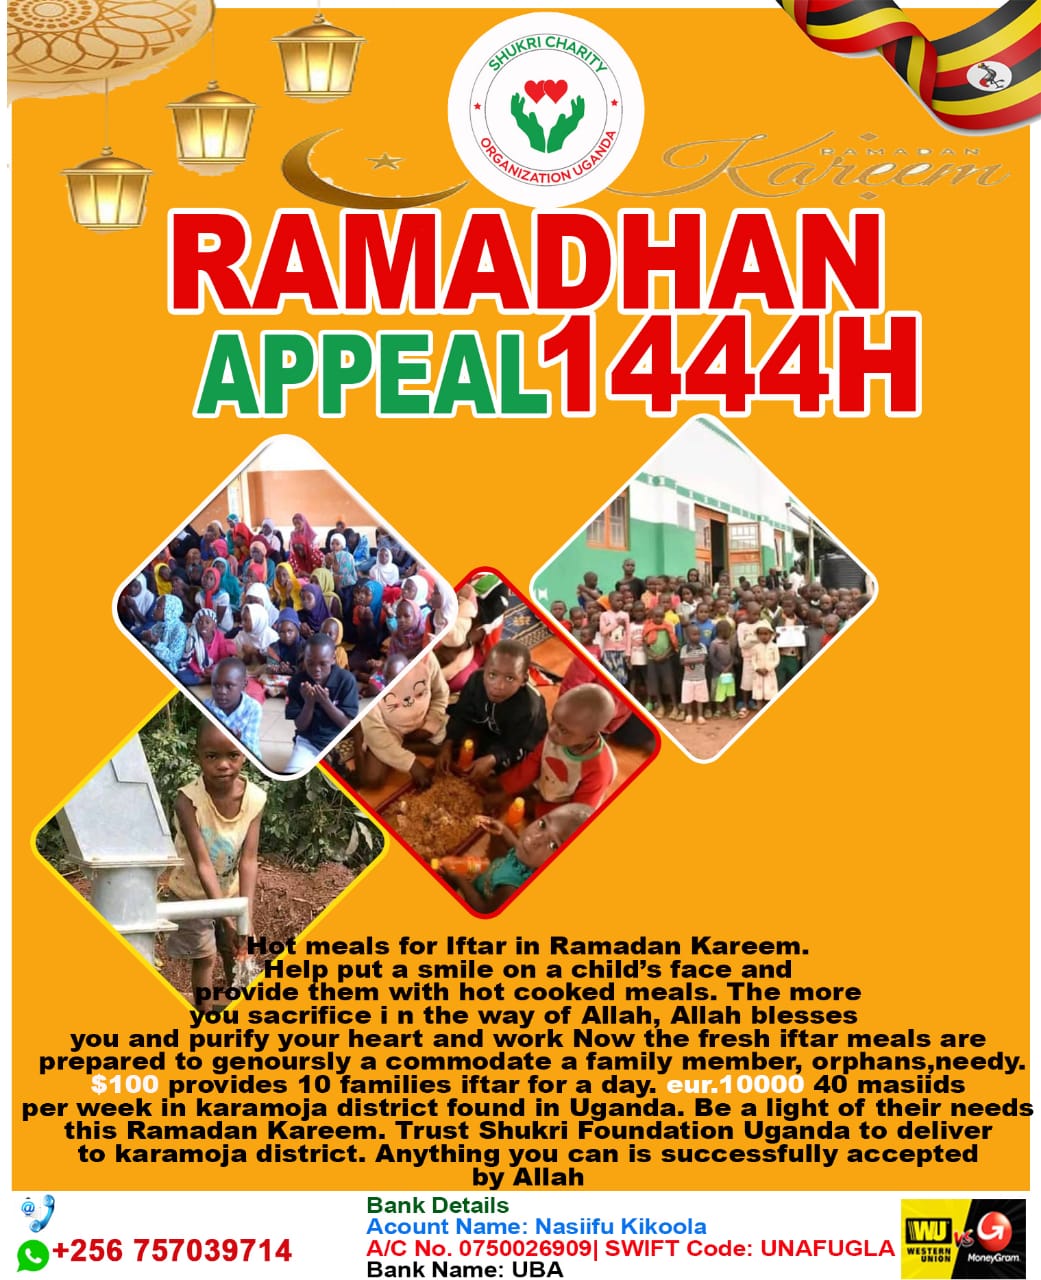 SHUKRI CHARITY
ORGANIZATION UGANDA
RAMADAN
Kareem
RAMADHAN
APPEAL 1444H
Hot meals for Iftar in Ramadan Kareem.
Help put a smile on a child’s face and
provide them with hot cooked meals. The more
you sacrifice i n the way of Allah, Allah blesses
you and purify your heart and work Now the fresh iftar meals are
prepared to genoursly a commodate a family member, orphans,needy.
$100 provides 10 families iftar for a day. eur.10000 40 masiids
per week in karamoja district found in Uganda. Be a light of their needs
this Ramadan Kareem. Trust Shukri Foundation Uganda to deliver
to karamoja district. Anything you can is successfully accepted
by Allah
@
+256 757039714
Bank Details
Acount Name: Nasiifu Kikoola
A/C No. 0750026909| SWIFT Code: UNAFUGLA
Bank Name: UBA
WU
WESTERN
UNION
VS
MoneyGram.